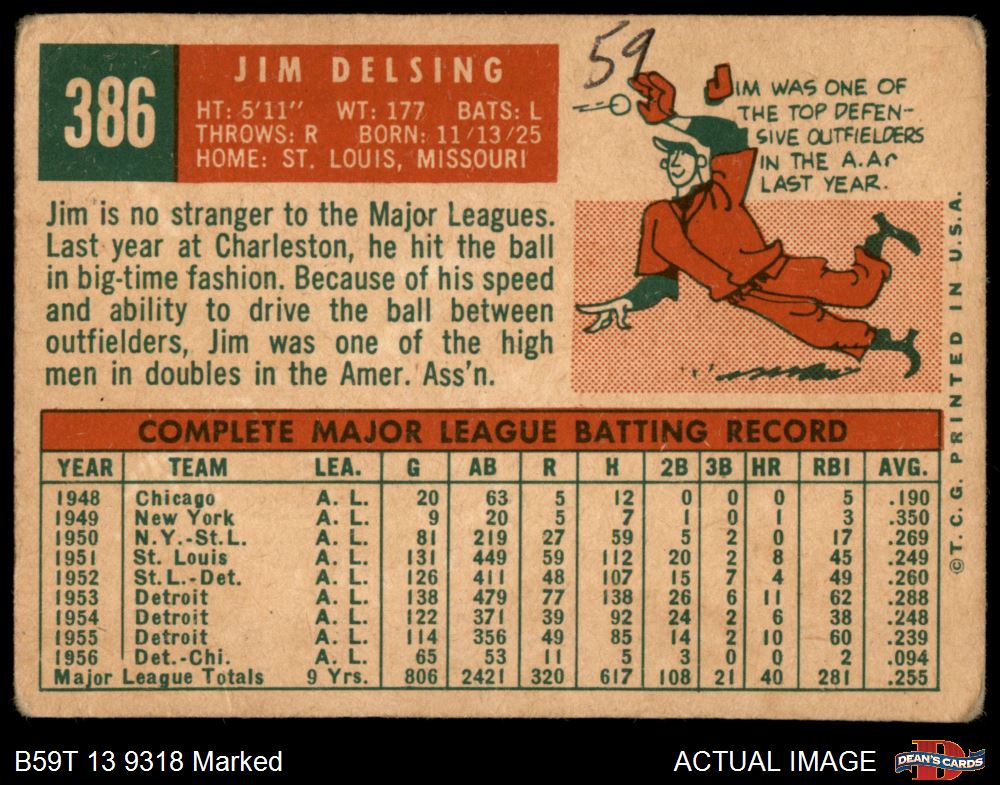 59
386
JIM DELSING
HT: 5'11" WT: 177 BATS: L
THROWS: R BORN: 11/13/25
HOME: ST. LOUIS, MISSOURI
JIM WAS ONE OF
THE TOP DEFEN-
SIVE OUTFIELDERS
IN THE A.A.
LAST YEAR.
Jim is no stranger to the Major Leagues.
Last year at Charleston, he hit the ball
in big-time fashion. Because of his speed
and ability to drive the ball between
outfielders, Jim was one of the high
men in doubles in the Amer. Ass'n.
COMPLETE MAJOR LEAGUE BATTING RECORD
YEAR TEAM LEA. G AB R H 2B 3B HR RBI AVG.
1948 Chicago A. L. 20 63 5 12 0 0 0 5 .190
1949 New York A. L. 9 20 5 7 1 0 1 3 .350
1950 N.Y.-St.L. A. L. 81 219 27 59 5 2 0 17 .269
1951 St. Louis A. L. 131 449 59 112 20 2 8 45 .249
1952 St.L.-Det. A. L. 126 411 48 107 15 7 4 49 .260
1953 Detroit A. L. 138 479 77 138 26 6 11 62 .288
1954 Detroit A. L. 122 371 39 92 24 2 6 38 .248
1955 Detroit A. L. 114 356 49 85 14 2 10 60 .239
1956 Det.-Chi. A. L. 65 53 11 5 3 0 0 2 .094
Major League Totals 9 Yrs. 806 2421 320 617 108 21 40 281 .255
©T. C. G. PRINTED IN U.S.A.
B59T 13 9318 Marked
ACTUAL IMAGE
DEAN'S CARDS